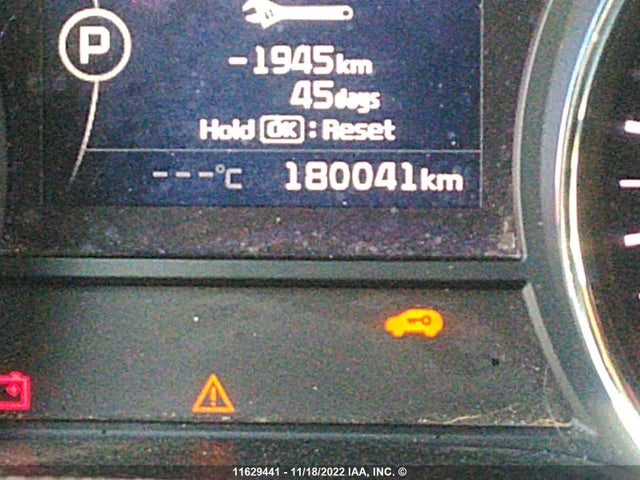 P
-1945km
45days
Hold OK : Reset
---°C 180041km
11629441 - 11/18/2022 IAA, INC. ©